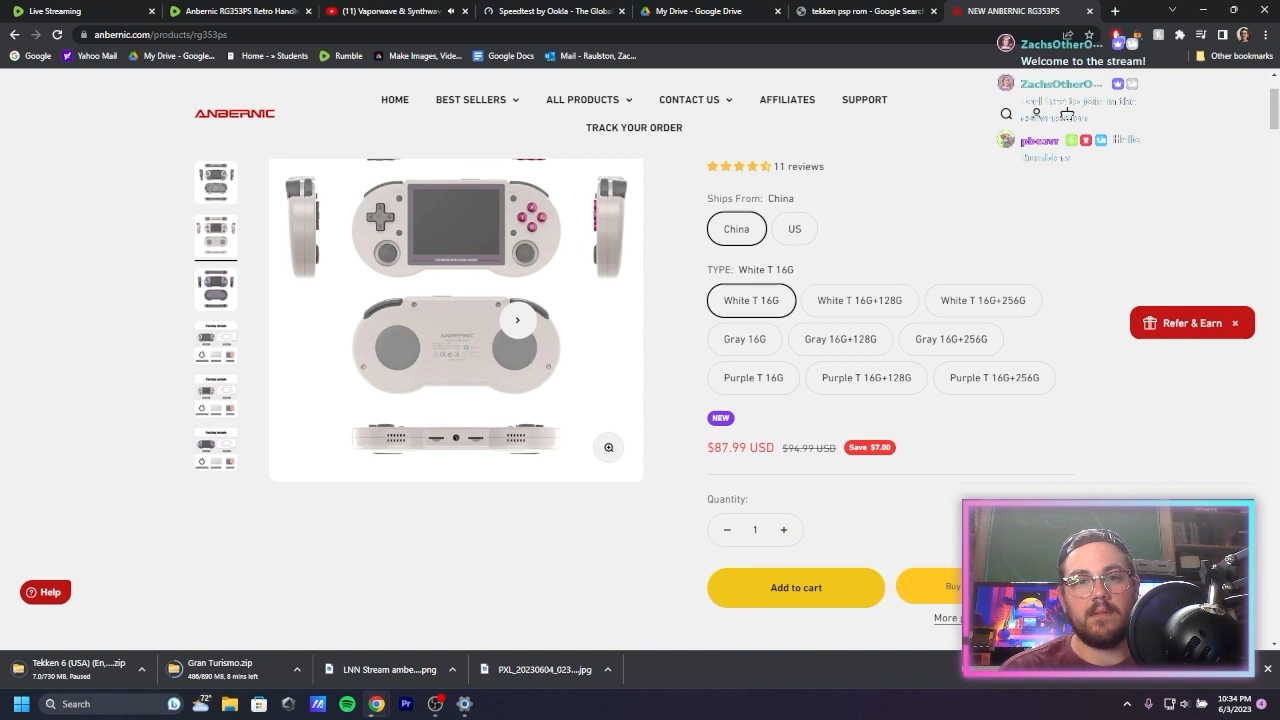 Live Streaming
Anbernic RG353PS Retro Handh
(11) Vaporwave & Synthwav
Speedtest by Ookla - The Global
My Drive - Google Drive
tekken psp rom - Google Search
NEW ANBERNIC RG353PS
anbernic.com/products/rg353ps
Google
Yahoo Mail
My Drive - Google...
Home - » Students
Rumble
Make Images, Vide...
Google Docs
Mail - Raulston, Zac...
Other bookmarks
ZachsOtherO...
Welcome to the stream!
ZachsOtherO...
ANBERNIC
HOME
BEST SELLERS
ALL PRODUCTS
CONTACT US
AFFILIATES
SUPPORT
TRACK YOUR ORDER
11 reviews
Ships From: China
China
US
TYPE: White T 16G
White T 16G
White T 16G+128G
White T 16G+256G
Gray 16G
Gray 16G+128G
Gray 16G+256G
Purple T 16G
Purple T 16G+128G
Purple T 16G+256G
Refer & Earn
NEW
$87.99 USD
$94.99 USD
Save $7.00
Quantity:
1
Add to cart
Buy
More
ANBERNIC
Help
Tekken 6 (USA) (En,....zip
7.0/730 MB, Paused
Gran Turismo.zip
486/890 MB, 8 mins left
LNN Stream ambe....png
PXL_20230604_023....jpg
72°
Search
10:34 PM
6/3/2023